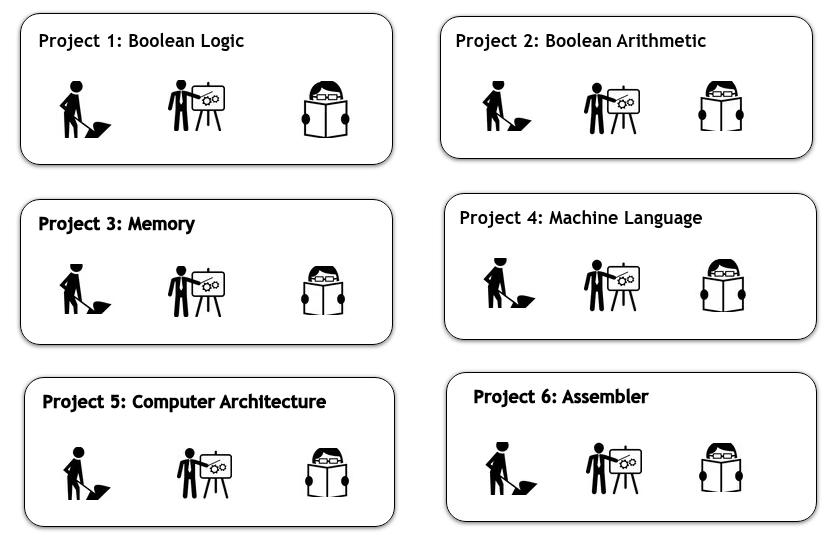 Project 1: Boolean Logic
Project 2: Boolean Arithmetic
Project 3: Memory
Project 4: Machine Language
Project 5: Computer Architecture
Project 6: Assembler